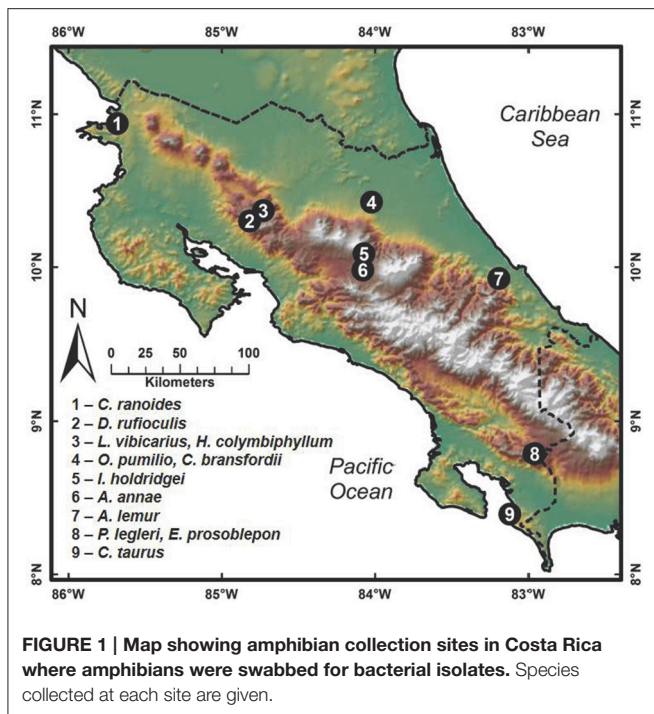 86°W 85°W 84°W 83°W
11°N 11°N
Caribbean
Sea
1
3
2
4
10°N 10°N
5
6
7
N
0 25 50 100
Kilometers
9°N 9°N
1 – C. ranoides
2 – D. rufioculis
3 – L. vibicarius, H. colymbiphyllum
4 – O. pumilio, C. bransfordii
5 – I. holdridgei
6 – A. annae
7 – A. lemur
8 – P. legleri, E. prosoblepon
9 – C. taurus
Pacific
Ocean
8
9
8°N 8°N
86°W 85°W 84°W 83°W
FIGURE 1 | Map showing amphibian collection sites in Costa Rica
where amphibians were swabbed for bacterial isolates. Species
collected at each site are given.